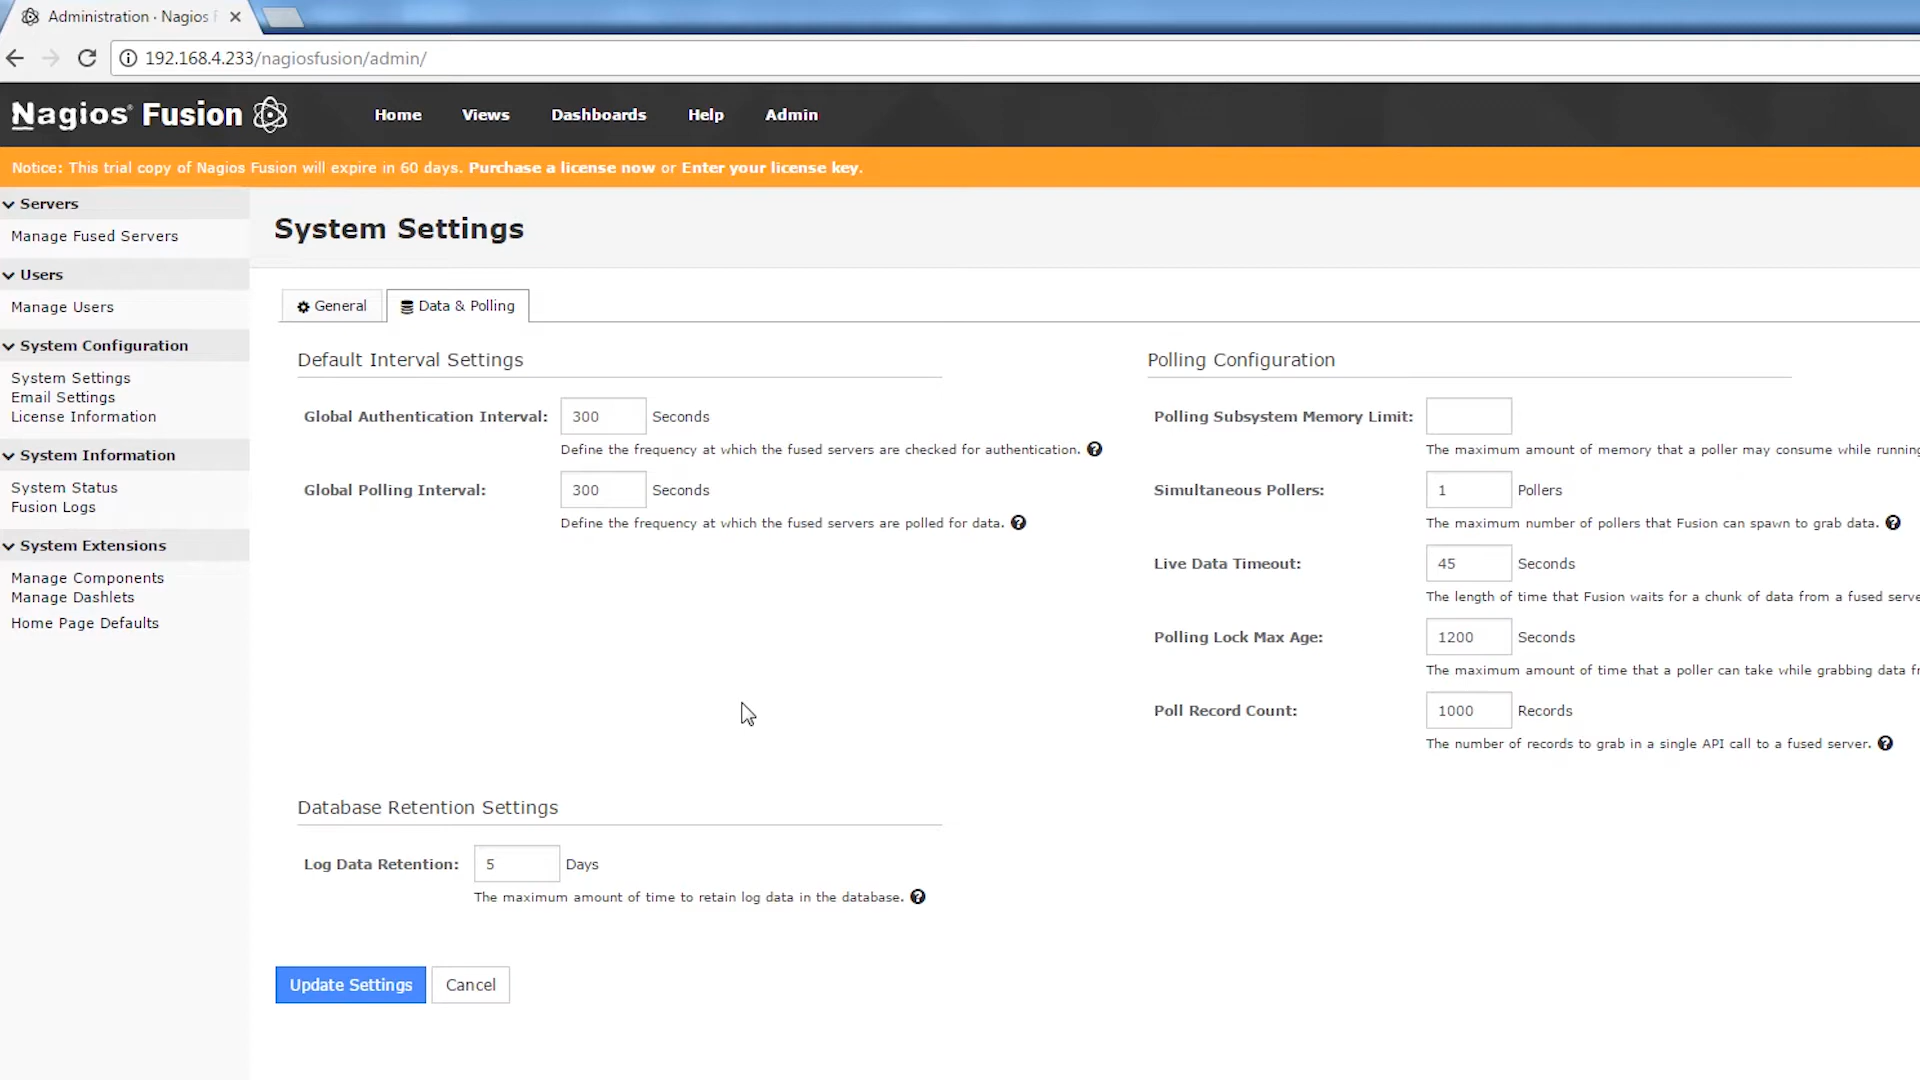 Administration · Nagios f
192.168.4.233/nagiosfusion/admin/
Nagios® Fusion
Home
Views
Dashboards
Help
Admin
Notice: This trial copy of Nagios Fusion will expire in 60 days. Purchase a license now or Enter your license key.
Servers
Manage Fused Servers
Users
Manage Users
System Configuration
System Settings
Email Settings
License Information
System Information
System Status
Fusion Logs
System Extensions
Manage Components
Manage Dashlets
Home Page Defaults
System Settings
General
Data & Polling
Default Interval Settings
Global Authentication Interval: 300 Seconds
Define the frequency at which the fused servers are checked for authentication.
Global Polling Interval: 300 Seconds
Define the frequency at which the fused servers are polled for data.
Polling Configuration
Polling Subsystem Memory Limit:
The maximum amount of memory that a poller may consume while running
Simultaneous Pollers: 1 Pollers
The maximum number of pollers that Fusion can spawn to grab data.
Live Data Timeout: 45 Seconds
The length of time that Fusion waits for a chunk of data from a fused serve
Polling Lock Max Age: 1200 Seconds
The maximum amount of time that a poller can take while grabbing data fr
Poll Record Count: 1000 Records
The number of records to grab in a single API call to a fused server.
Database Retention Settings
Log Data Retention: 5 Days
The maximum amount of time to retain log data in the database.
Update Settings
Cancel